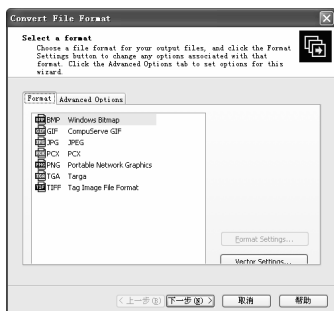 Convert File Format
Select a format
Choose a file format for your output files, and click the Format
Settings button to change any options associated with that
format. Click the Advanced Options tab to set options for this
wizard.
Format Advanced Options
BMP Windows Bitmap
GIF CompuServe GIF
JPG JPEG
PCX PCX
PNG Portable Network Graphics
TGA Targa
TIFF Tag Image File Format
Format Settings...
Vector Settings...
<上一步(B) 下一步(N) > 取消 帮助